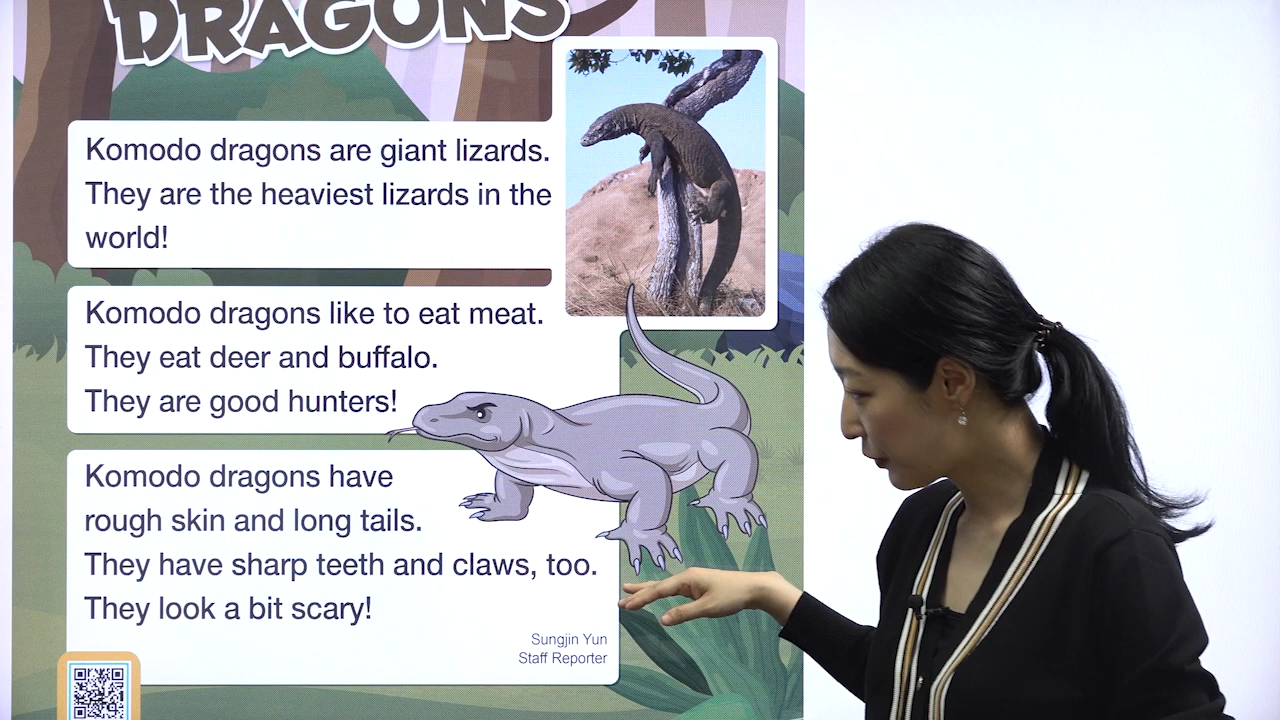 DRAGONS
Komodo dragons are giant lizards.
They are the heaviest lizards in the
world!
Komodo dragons like to eat meat.
They eat deer and buffalo.
They are good hunters!
Komodo dragons have
rough skin and long tails.
They have sharp teeth and claws, too.
They look a bit scary!
Sungjin Yun
Staff Reporter